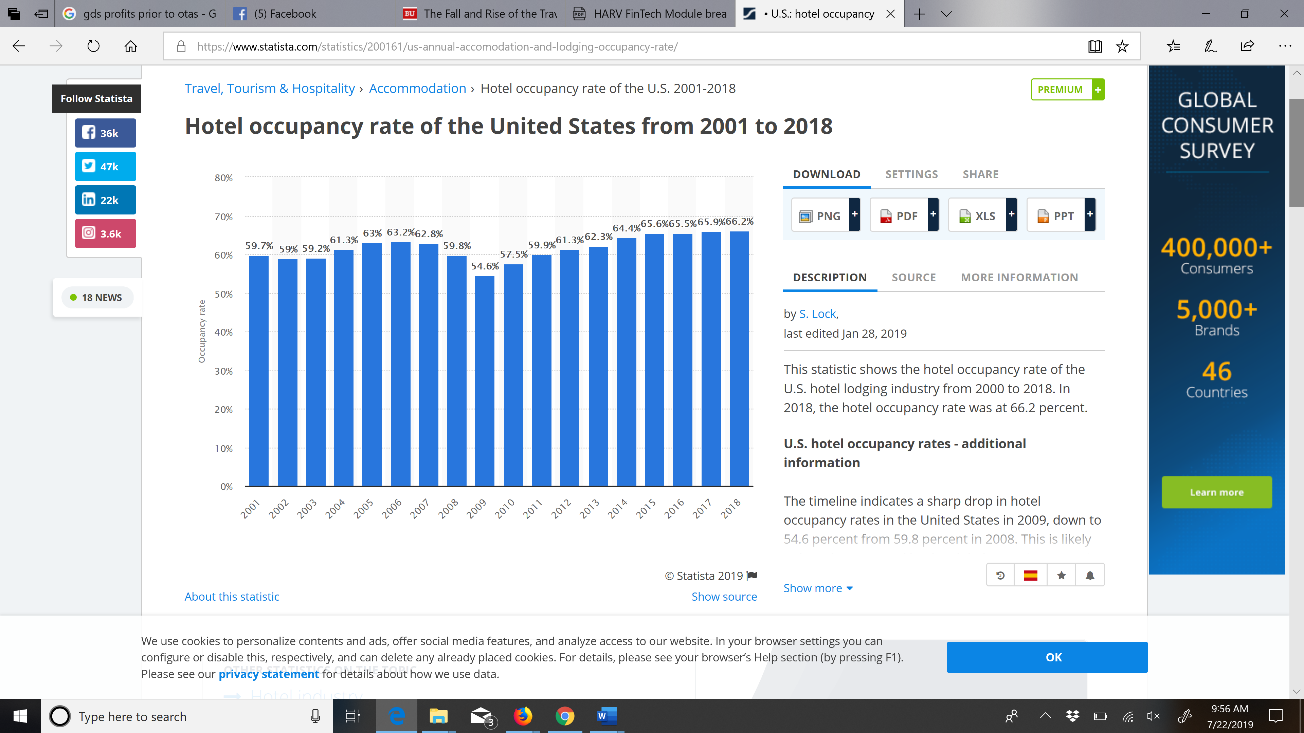 gds profits prior to otas - G
(5) Facebook
BU The Fall and Rise of the Trav
HARV FinTech Module brea
• U.S.: hotel occupancy
https://www.statista.com/statistics/200161/us-annual-accomodation-and-lodging-occupancy-rate/
Follow Statista
36k
47k
22k
3.6k
18 NEWS
Travel, Tourism & Hospitality › Accommodation › Hotel occupancy rate of the U.S. 2001-2018
PREMIUM +
Hotel occupancy rate of the United States from 2001 to 2018
80%
70%
60%
50%
40%
30%
20%
10%
0%
Occupancy rate
59.7% 59% 59.2% 61.3% 63% 63.2% 62.8% 59.8% 54.6% 57.5% 59.9% 61.3% 62.3% 64.4% 65.6% 65.5% 65.9% 66.2%
2001 2002 2003 2004 2005 2006 2007 2008 2009 2010 2011 2012 2013 2014 2015 2016 2017 2018
© Statista 2019
About this statistic
Show source
DOWNLOAD SETTINGS SHARE
PNG + PDF + XLS + PPT +
DESCRIPTION SOURCE MORE INFORMATION
by S. Lock,
last edited Jan 28, 2019
This statistic shows the hotel occupancy rate of the
U.S. hotel lodging industry from 2000 to 2018. In
2018, the hotel occupancy rate was at 66.2 percent.
U.S. hotel occupancy rates - additional
information
The timeline indicates a sharp drop in hotel
occupancy rates in the United States in 2009, down to
54.6 percent from 59.8 percent in 2008. This is likely
Show more
GLOBAL
CONSUMER
SURVEY
400,000+
Consumers
5,000+
Brands
46
Countries
Learn more
We use cookies to personalize contents and ads, offer social media features, and analyze access to our website. In your browser settings you can
configure or disable this, respectively, and can delete any already placed cookies. For details, please see your browser's Help section (by pressing F1).
Please see our privacy statement for details about how we use data.
OK
OTHER STATISTICS ON THE TOPIC
Hotel industry
Type here to search
3
9:56 AM
7/22/2019